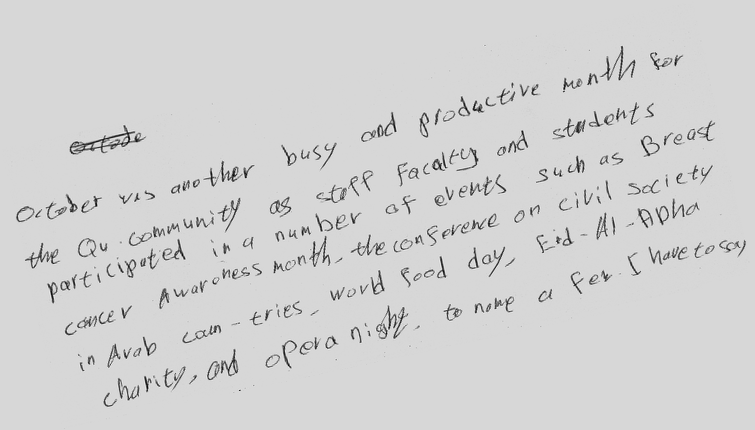 October was another busy and productive month for
the Qu community as staff Faculty and students
participated in a number of events such as Breast
cancer Awareness month, the conference on civil society
in Arab coun-tries, world food day, Eid-Al-Adha
charity, and opera night, to name a few. I have to say